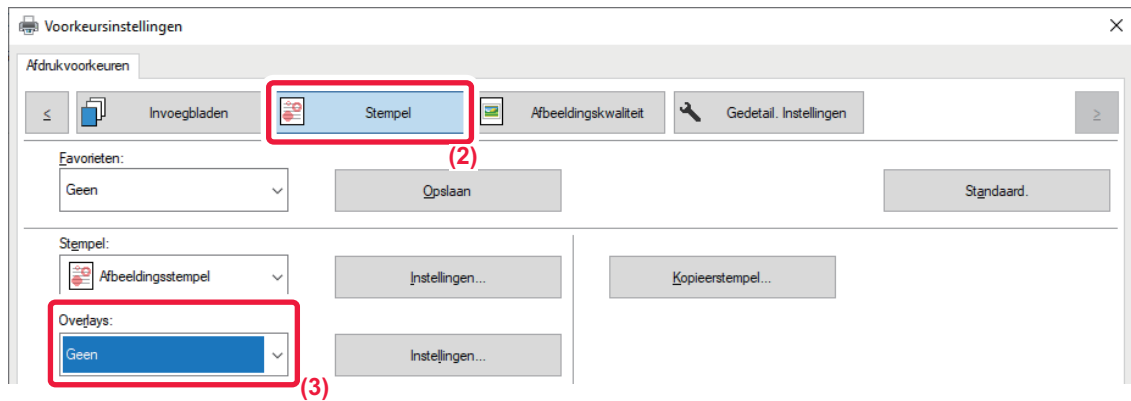 Voorkeursinstellingen
Afdrukvoorkeuren
< Invoegbladen Stempel Afbeeldingskwaliteit Gedetail. Instellingen >
(2)
Favorieten:
Geen Opslaan Standaard.
Stempel:
Afbeeldingsstempel Instellingen... Kopieerstempel...
Overlays:
Geen Instellingen...
(3)